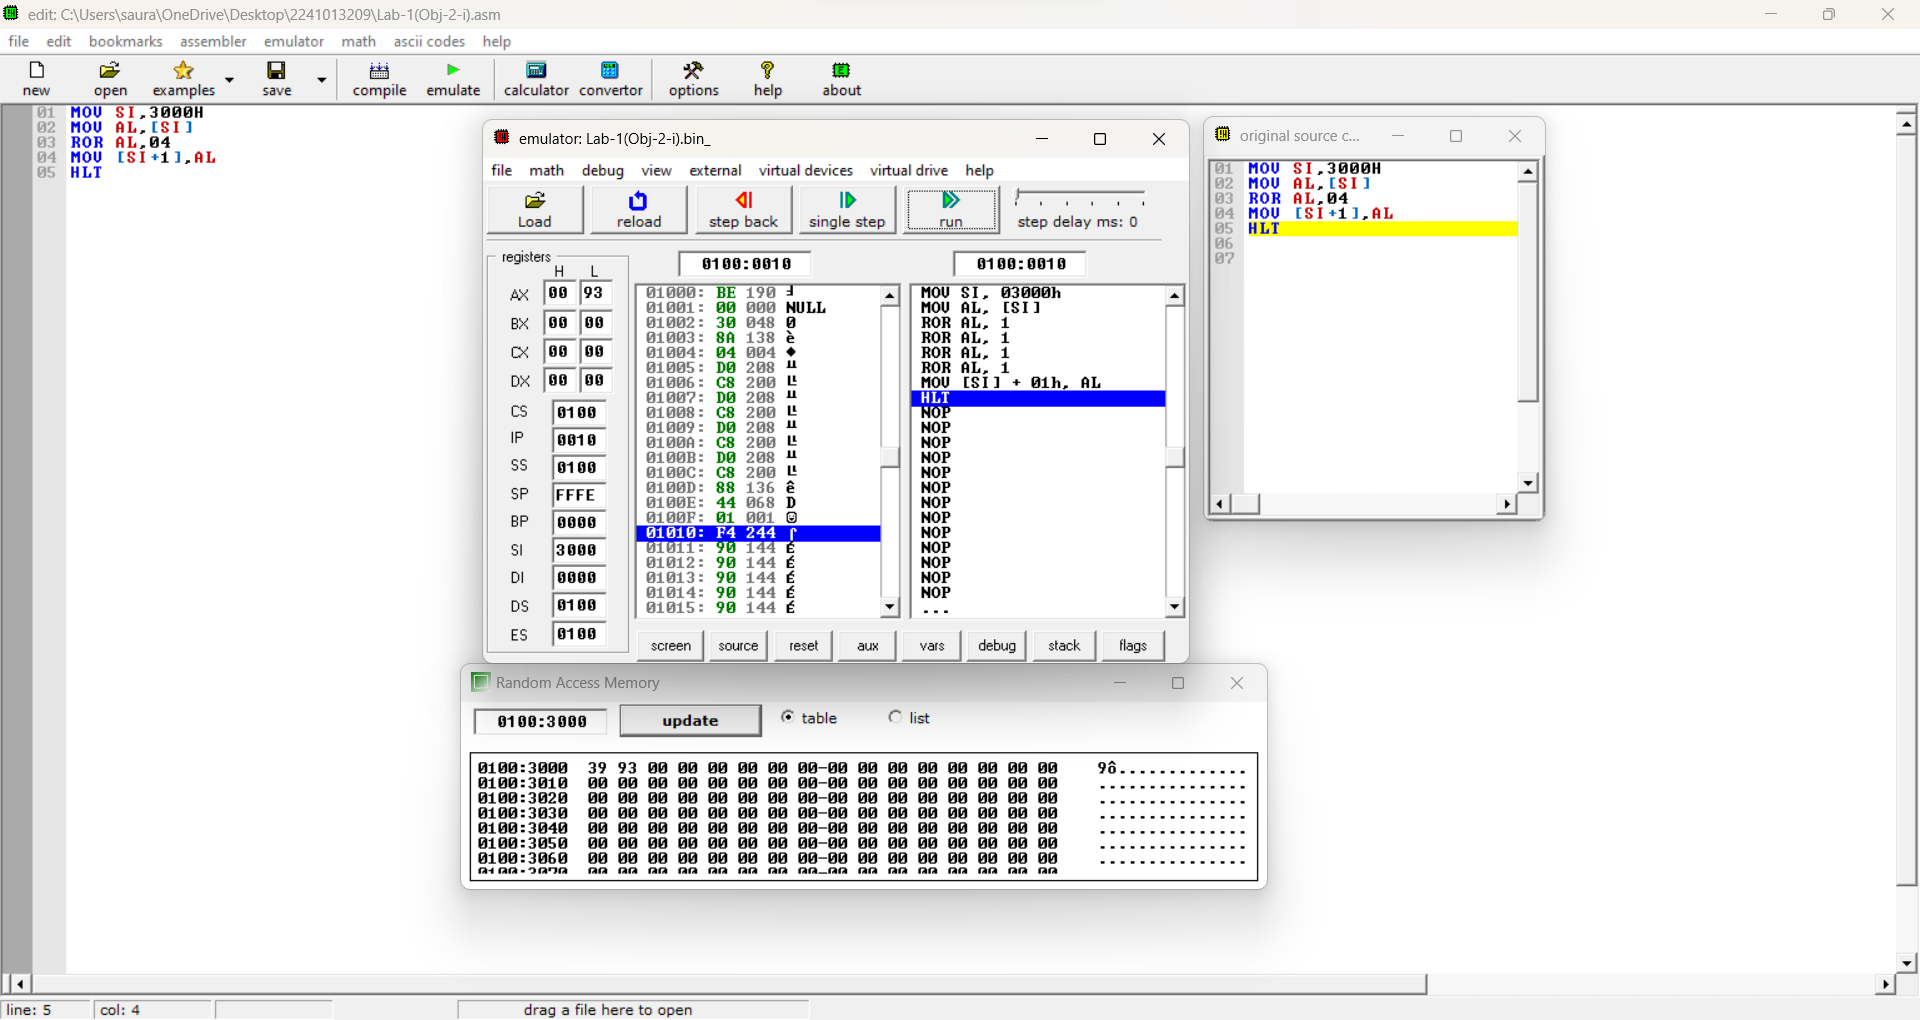 edit: C:\Users\saura\OneDrive\Desktop\2241013209\Lab-1(Obj-2-i).asm
file edit bookmarks assembler emulator math ascii codes help
new open examples save compile emulate calculator convertor options help about
01 MOV SI,3000H
02 MOV AL,[SI]
03 ROR AL,04
04 MOV [SI+1],AL
05 HLT
emulator: Lab-1(Obj-2-i).bin_
file math debug view external virtual devices virtual drive help
Load reload step back single step run step delay ms: 0
registers
H L
AX 00 93
BX 00 00
CX 00 00
DX 00 00
CS 0100
IP 0010
SS 0100
SP FFFE
BP 0000
SI 3000
DI 0000
DS 0100
ES 0100
0100:0010
01000: BE 190 ╛
01001: 00 000 NULL
01002: 30 048 0
01003: 8A 138 è
01004: 04 004 ♦
01005: D0 208 ╨
01006: C8 200 ╚
01007: D0 208 ╨
01008: C8 200 ╚
01009: D0 208 ╨
0100A: C8 200 ╚
0100B: D0 208 ╨
0100C: C8 200 ╚
0100D: 88 136 ê
0100E: 44 068 D
0100F: 01 001 ☺
01010: F4 244 ⌠
01011: 90 144 É
01012: 90 144 É
01013: 90 144 É
01014: 90 144 É
01015: 90 144 É
0100:0010
MOV SI, 03000h
MOV AL, [SI]
ROR AL, 1
ROR AL, 1
ROR AL, 1
ROR AL, 1
MOV [SI] + 01h, AL
HLT
NOP
NOP
NOP
NOP
NOP
NOP
NOP
NOP
NOP
NOP
NOP
NOP
NOP
...
screen source reset aux vars debug stack flags
original source c...
01 MOV SI,3000H
02 MOV AL,[SI]
03 ROR AL,04
04 MOV [SI+1],AL
05 HLT
06
07
Random Access Memory
0100:3000 update table list
0100:3000 39 93 00 00 00 00 00 00-00 00 00 00 00 00 00 00 9ô..............
0100:3010 00 00 00 00 00 00 00 00-00 00 00 00 00 00 00 00 ................
0100:3020 00 00 00 00 00 00 00 00-00 00 00 00 00 00 00 00 ................
0100:3030 00 00 00 00 00 00 00 00-00 00 00 00 00 00 00 00 ................
0100:3040 00 00 00 00 00 00 00 00-00 00 00 00 00 00 00 00 ................
0100:3050 00 00 00 00 00 00 00 00-00 00 00 00 00 00 00 00 ................
0100:3060 00 00 00 00 00 00 00 00-00 00 00 00 00 00 00 00 ................
0100:3070 00 00 00 00 00 00 00 00-00 00 00 00 00 00 00 00
line: 5 col: 4 drag a file here to open